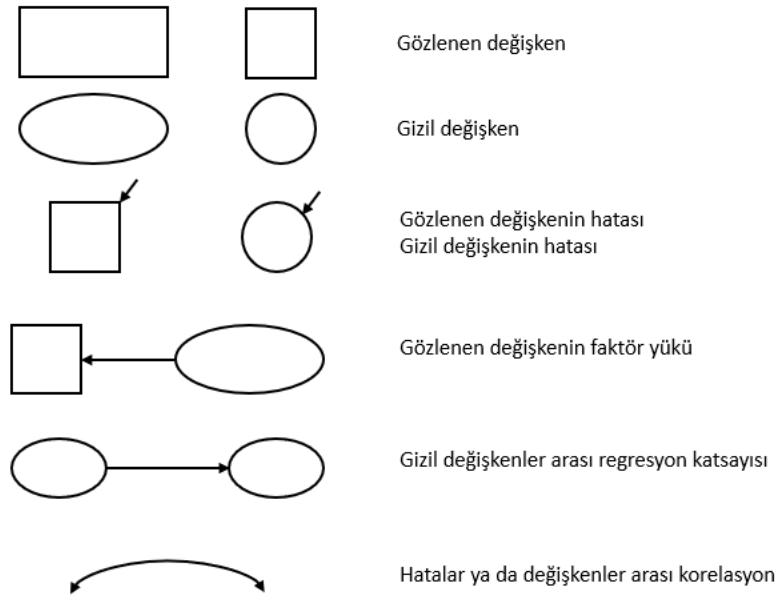 Gözlenen değişken
Gizil değişken
Gözlenen değişkenin hatası
Gizil değişkenin hatası
Gözlenen değişkenin faktör yükü
Gizil değişkenler arası regresyon katsayısı
Hatalar ya da değişkenler arası korelasyon